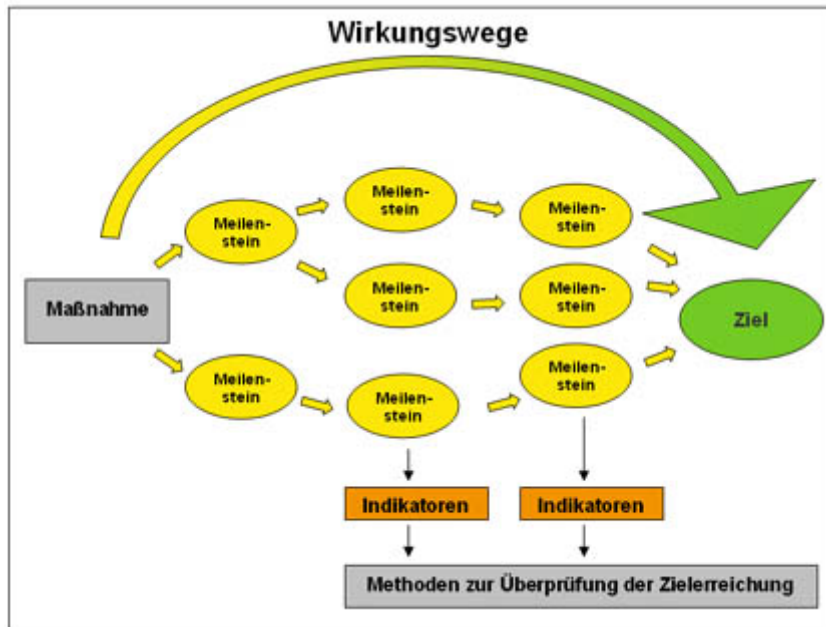 Wirkungswege
Meilen-
stein
Meilen-
stein
Meilen-
stein
Maßnahme
Meilen-
stein
Meilen-
stein
Ziel
Meilen-
stein
Meilen-
stein
Meilen-
stein
Indikatoren
Indikatoren
Methoden zur Überprüfung der Zielerreichung